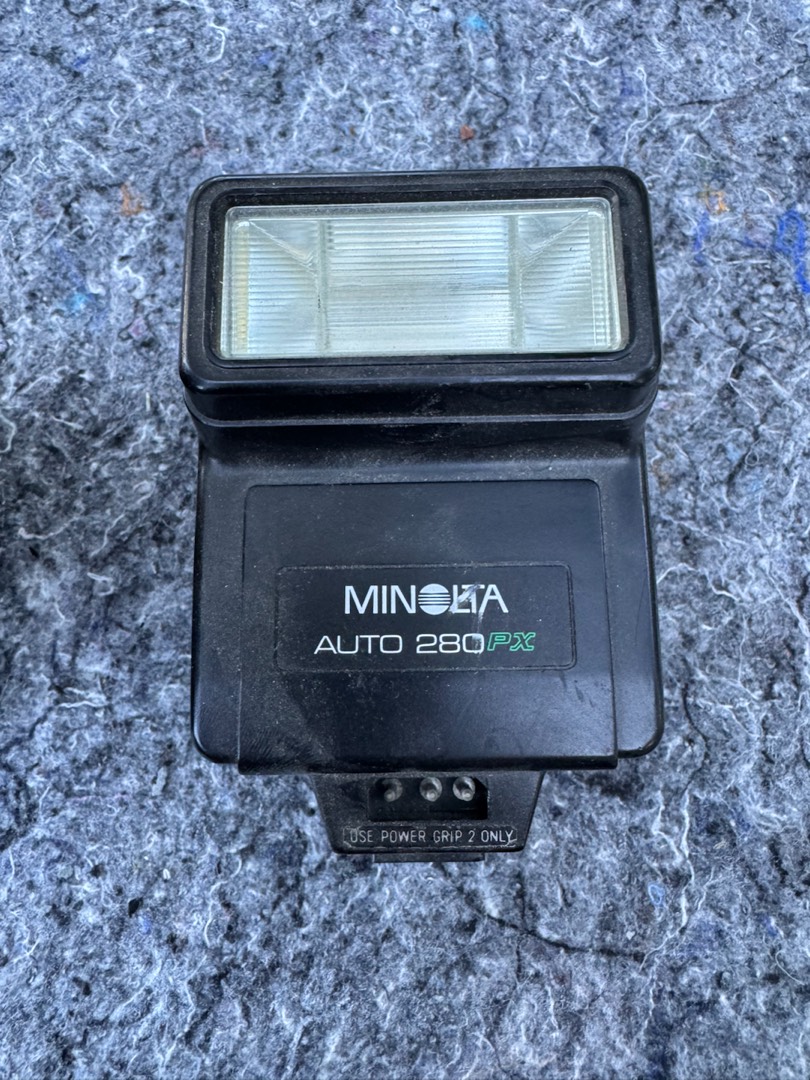 MINOLTA
AUTO 280PX
USE POWER GRIP 2 ONLY